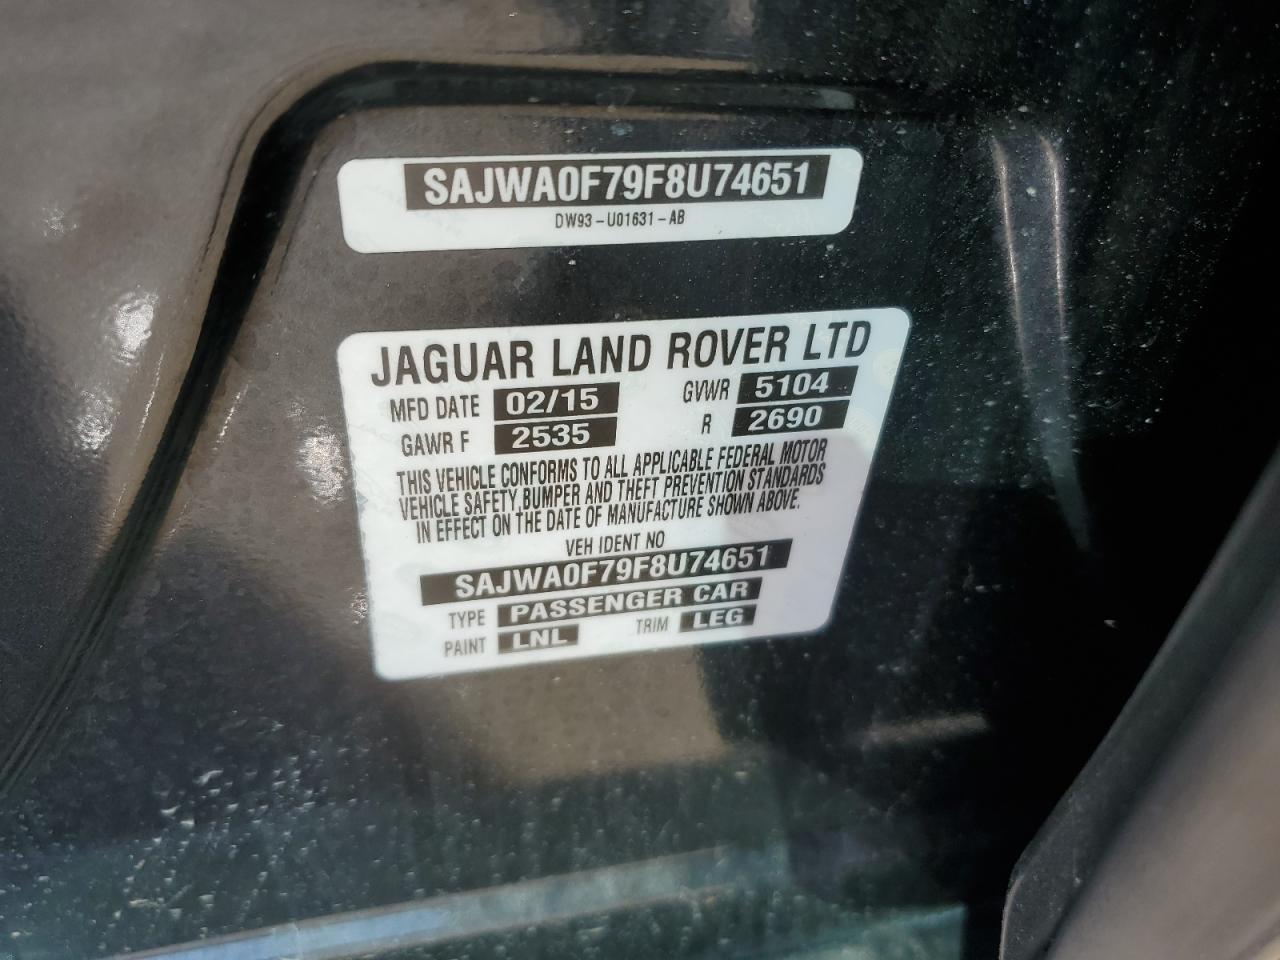 SAJWA0F79F8U74651
DW93-U01631-AB
JAGUAR LAND ROVER LTD
MFD DATE 02/15 GVWR 5104
GAWR F 2535 R 2690
THIS VEHICLE CONFORMS TO ALL APPLICABLE FEDERAL MOTOR
VEHICLE SAFETY, BUMPER AND THEFT PREVENTION STANDARDS
IN EFFECT ON THE DATE OF MANUFACTURE SHOWN ABOVE.
VEH IDENT NO
SAJWA0F79F8U74651
TYPE PASSENGER CAR
PAINT LNL TRIM LEG